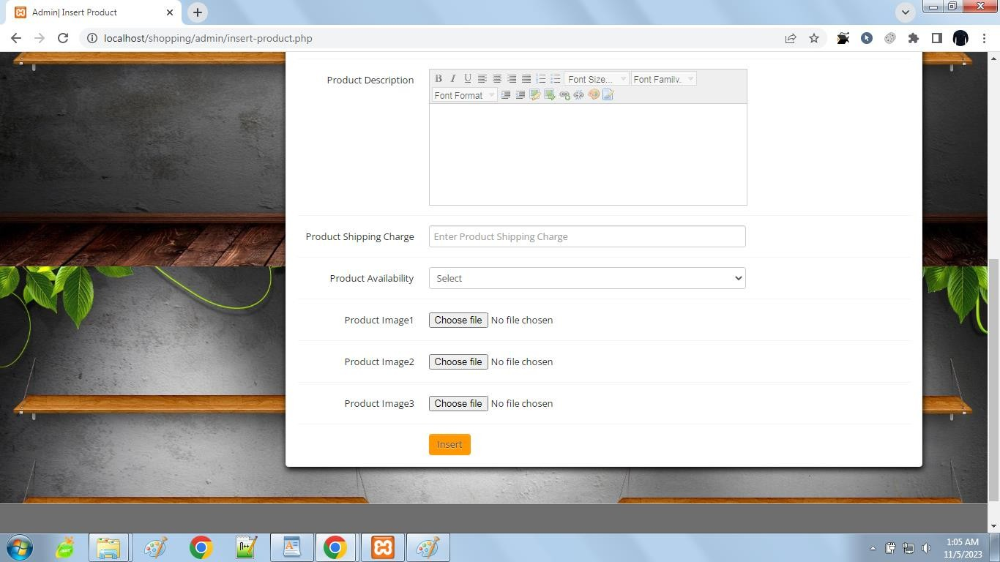 Admin| Insert Product
localhost/shopping/admin/insert-product.php
Product Description
B I U Font Size... Font Family..
Font Format
Product Shipping Charge Enter Product Shipping Charge
Product Availability Select
Product Image1 Choose file No file chosen
Product Image2 Choose file No file chosen
Product Image3 Choose file No file chosen
Insert
1:05 AM
11/5/2023